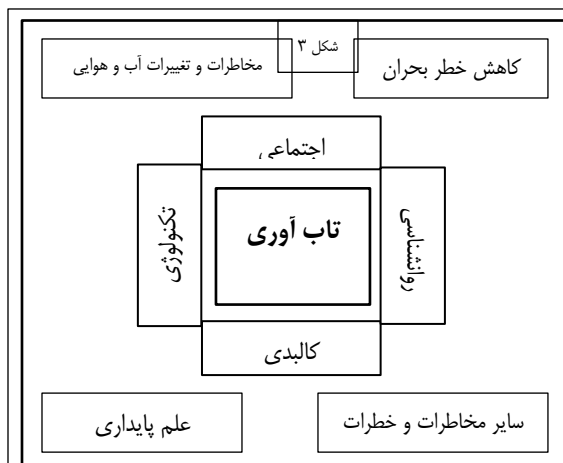 شکل ۳
کاهش خطر بحران
مخاطرات و تغییرات آب و هوایی
اجتماعی
روانشناسی
تاب آوری
تکنولوژی
کالبدی
سایر مخاطرات و خطرات
علم پایداری